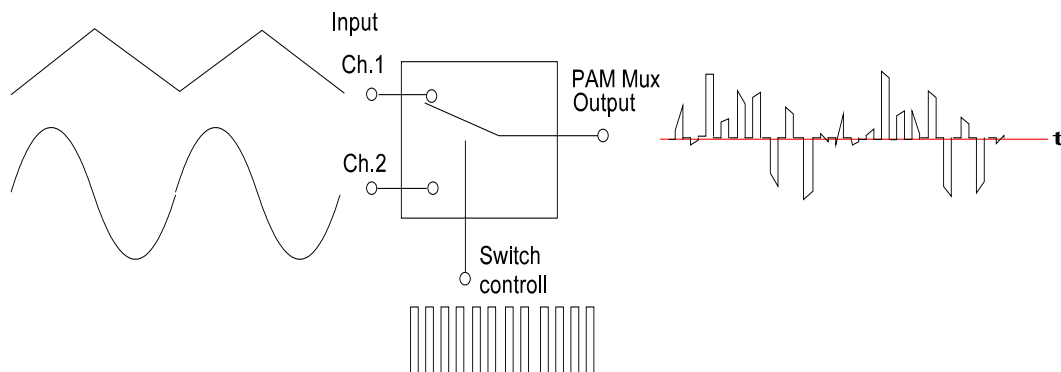 Input
Ch.1
PAM Mux
Output
t
Ch.2
Switch
controll